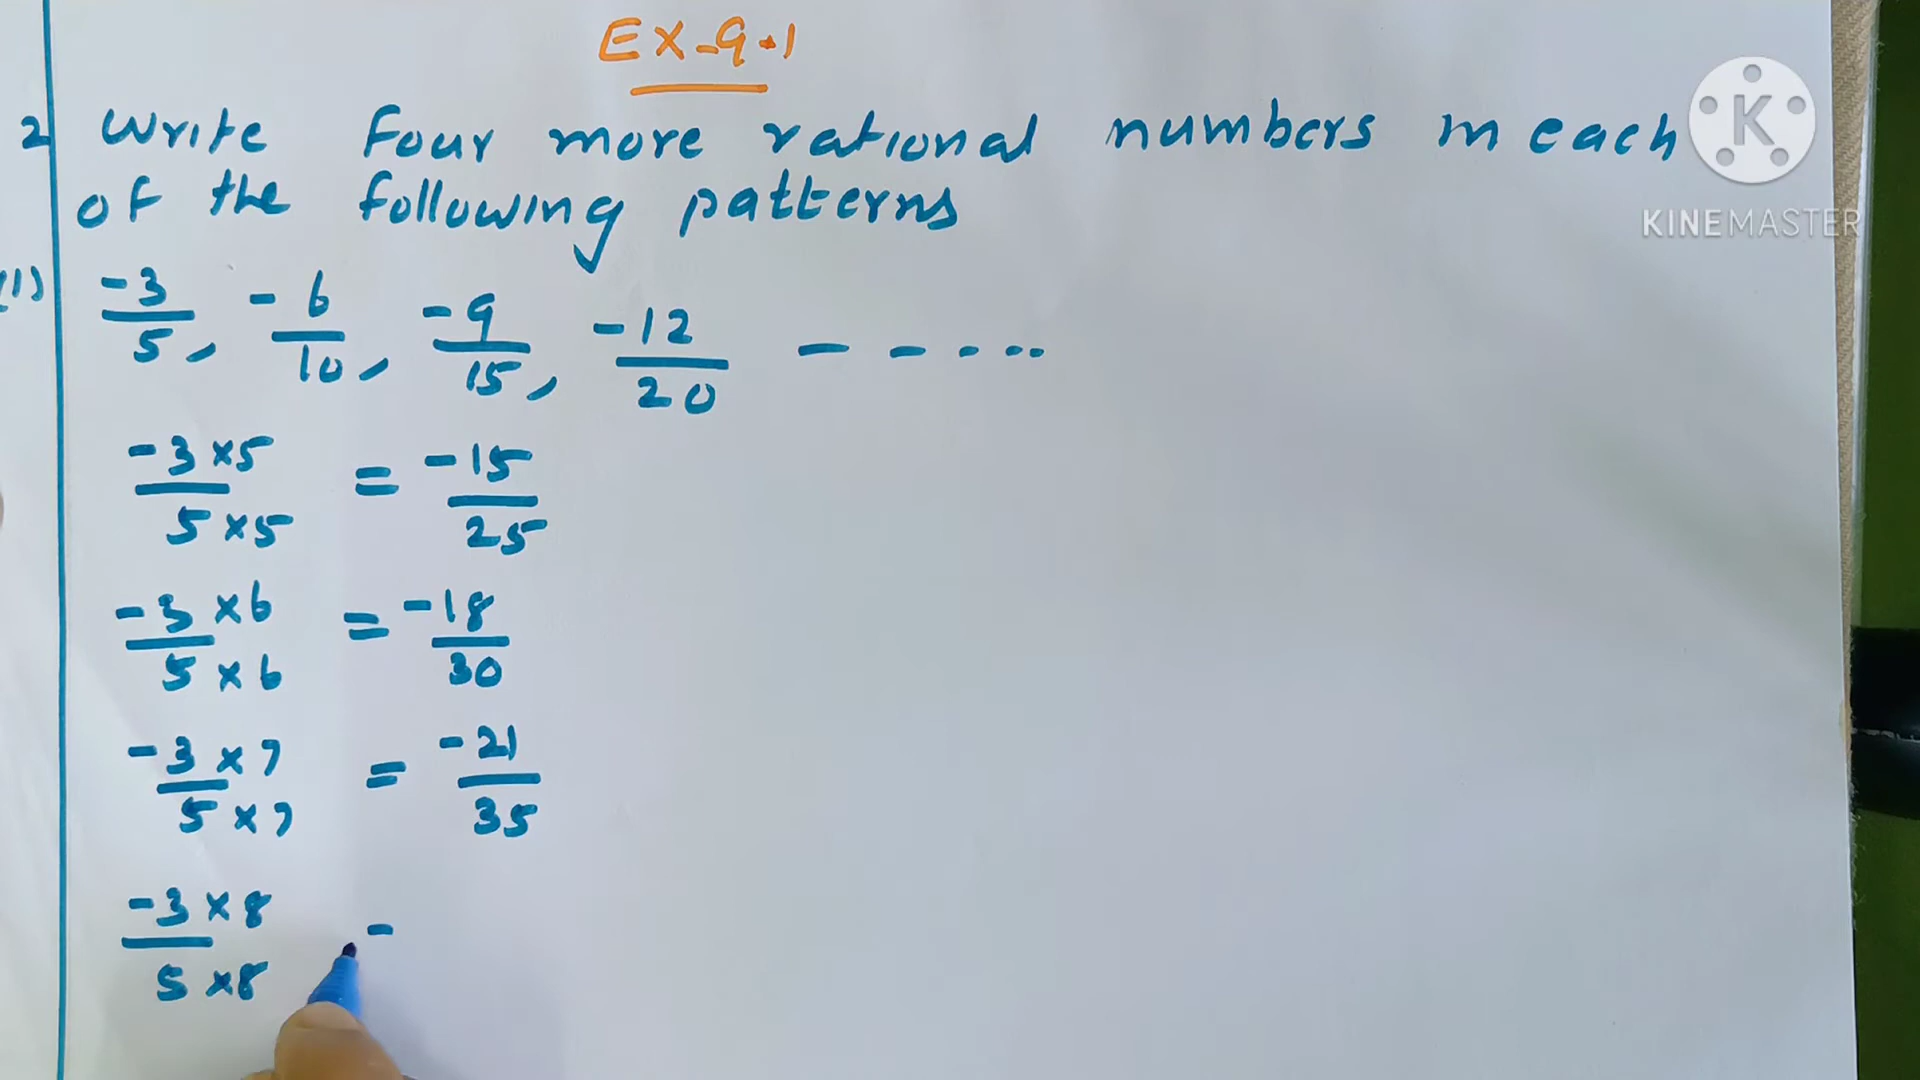 Ex-9.1
2 Write four more rational numbers in each
of the following patterns
(1) -3/5, -6/10, -9/15, -12/20 - - - - -
-3×5/5×5 = -15/25
-3×6/5×6 = -18/30
-3×7/5×7 = -21/35
-3×8/5×8 -
K
KINEMASTER